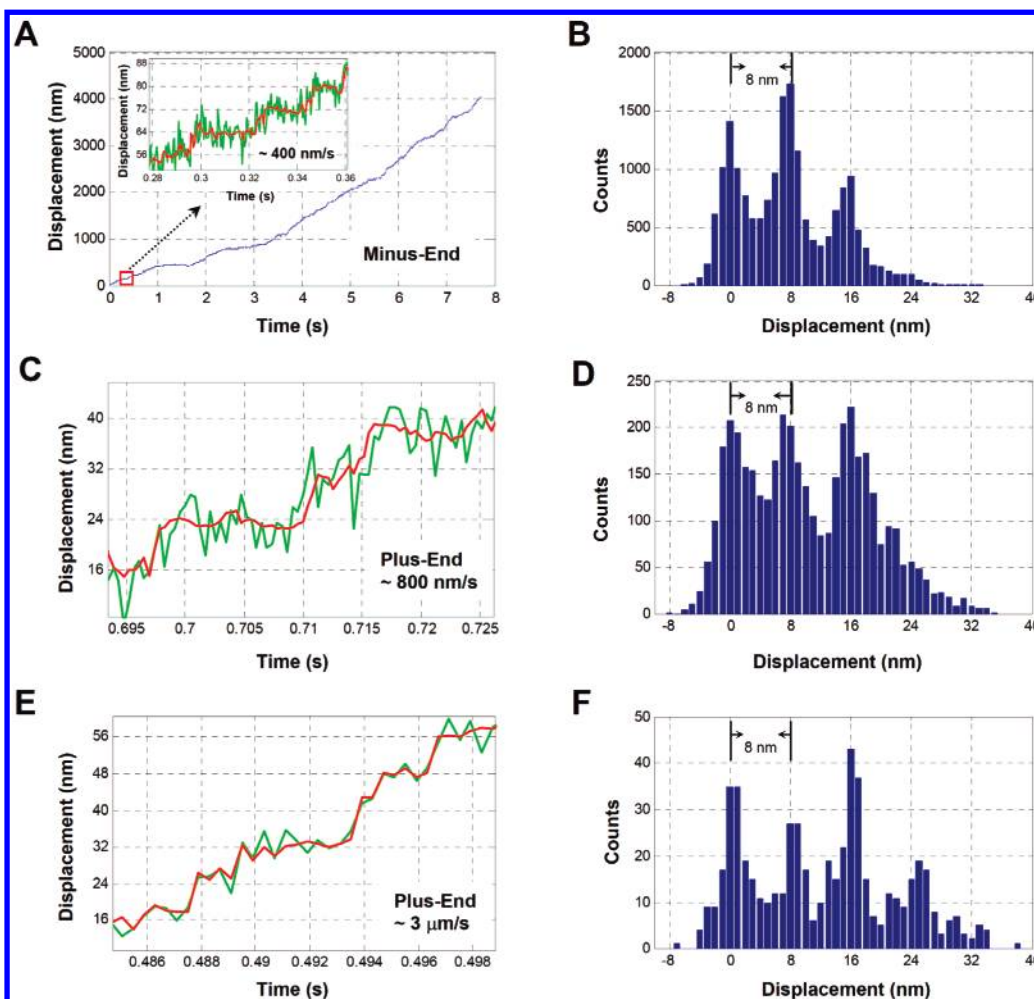 A
Displacement (nm)
5000
4000
3000
2000
1000
0
0 1 2 3 4 5 6 7 8
Time (s)
Minus-End
Displacement (nm)
88
80
72
64
56
0.28 0.3 0.32 0.34 0.36
Time (s)
~ 400 nm/s
B
Counts
2000
1500
1000
500
0
-8 0 8 16 24 32 40
Displacement (nm)
8 nm
C
Displacement (nm)
40
32
24
16
0.695 0.7 0.705 0.71 0.715 0.72 0.725
Time (s)
Plus-End
~ 800 nm/s
D
Counts
250
200
150
100
50
0
-8 0 8 16 24 32 40
Displacement (nm)
8 nm
E
Displacement (nm)
56
48
40
32
24
16
0.486 0.488 0.49 0.492 0.494 0.496 0.498
Time (s)
Plus-End
~ 3 μm/s
F
Counts
50
40
30
20
10
0
-8 0 8 16 24 32 40
Displacement (nm)
8 nm